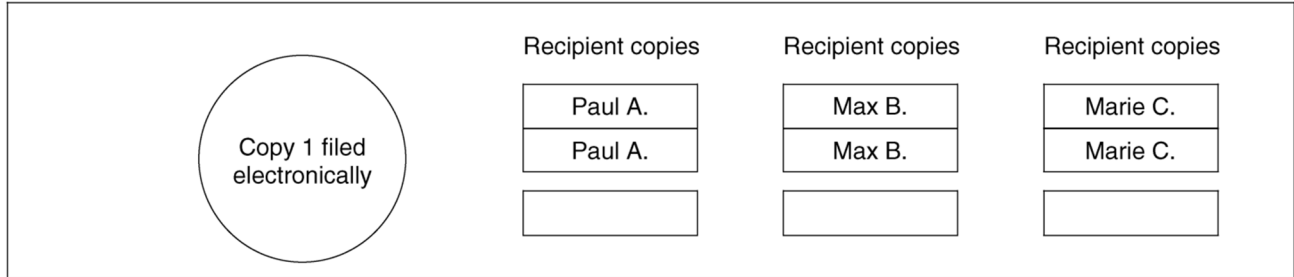 Copy 1 filed
electronically
Recipient copies
Paul A.
Paul A.
Recipient copies
Max B.
Max B.
Recipient copies
Marie C.
Marie C.